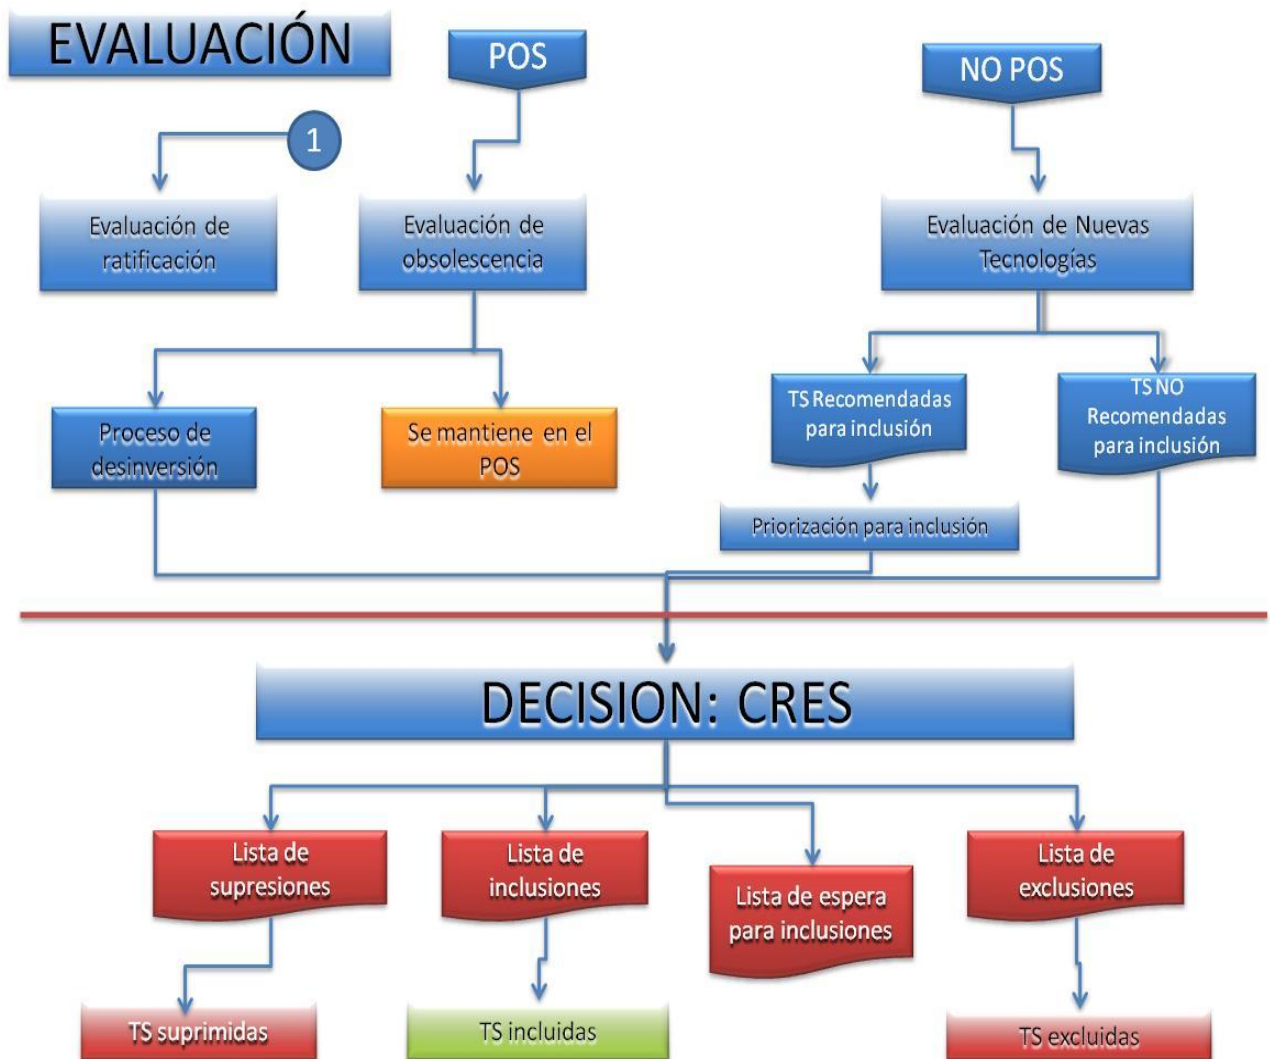 EVALUACIÓN
POS
NO POS
1
Evaluación de
ratificación
Evaluación de
obsolescencia
Evaluación de Nuevas
Tecnologías
Proceso de
desinversión
Se mantiene en el
POS
TS Recomendadas
para inclusión
TS NO
Recomendadas
para inclusión
Priorización para inclusión
DECISION: CRES
Lista de
supresiones
Lista de
inclusiones
Lista de espera
para inclusiones
Lista de
exclusiones
TS suprimidas
TS incluidas
TS excluidas